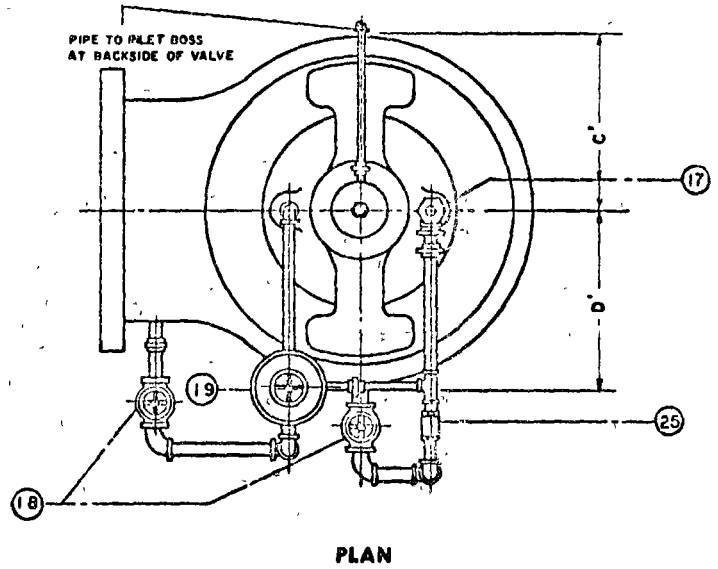 PIPE TO INLET BOSS
AT BACKSIDE OF VALVE
C'
17
D'
19
25
18
PLAN